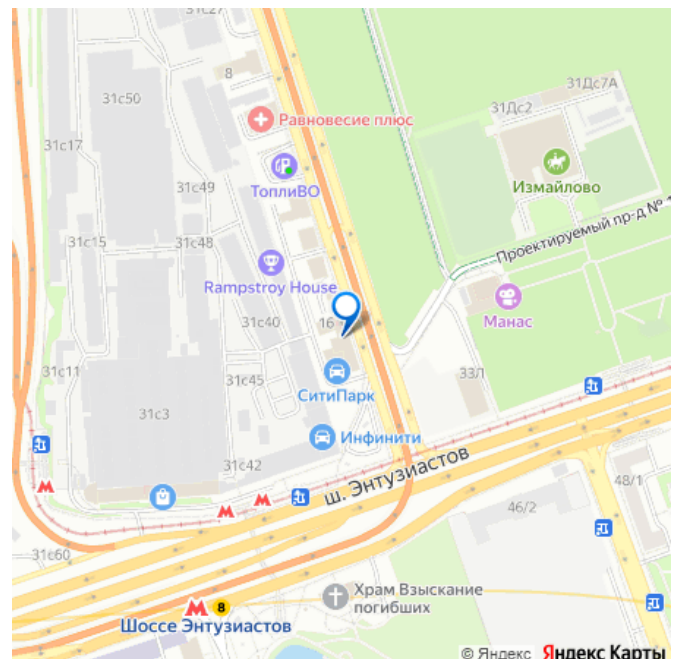 31с27
8
31с50
Равновесие плюс
31Дс7А
31Дс2
31с17
31с49
ТоплиВО
Измайлово
31с15
31с48
Проектируемый пр-д № 1
Rampstroy House
Манас
31с40
16
31с11
31с45
33Л
СитиПарк
31с3
Инфинити
31с42
ш. Энтузиастов
48/1
46/2
31с60
8
Храм Взыскание
погибших
Шоссе Энтузиастов
© Яндекс Яндекс Карты